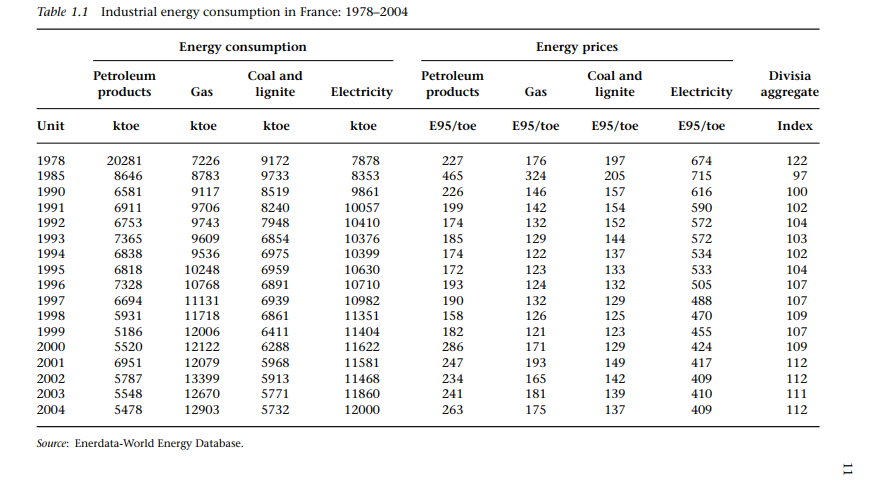 Table 1.1 Industrial energy consumption in France: 1978–2004
Energy consumption Energy prices
Petroleum Coal and Petroleum Coal and Divisia
products Gas lignite Electricity products Gas lignite Electricity aggregate
Unit ktoe ktoe ktoe ktoe E95/toe E95/toe E95/toe E95/toe Index
1978 20281 7226 9172 7878 227 176 197 674 122
1985 8646 8783 9733 8353 465 324 205 715 97
1990 6581 9117 8519 9861 226 146 157 616 100
1991 6911 9706 8240 10057 199 142 154 590 102
1992 6753 9743 7948 10410 174 132 152 572 104
1993 7365 9609 6854 10376 185 129 144 572 103
1994 6838 9536 6975 10399 174 122 137 534 102
1995 6818 10248 6959 10630 172 123 133 533 104
1996 7328 10768 6891 10710 193 124 132 505 107
1997 6694 11131 6939 10982 190 132 129 488 107
1998 5931 11718 6861 11351 158 126 125 470 109
1999 5186 12006 6411 11404 182 121 123 455 107
2000 5520 12122 6288 11622 286 171 129 424 109
2001 6951 12079 5968 11581 247 193 149 417 112
2002 5787 13399 5913 11468 234 165 142 409 112
2003 5548 12670 5771 11860 241 181 139 410 111
2004 5478 12903 5732 12000 263 175 137 409 112
Source: Enerdata-World Energy Database.
11